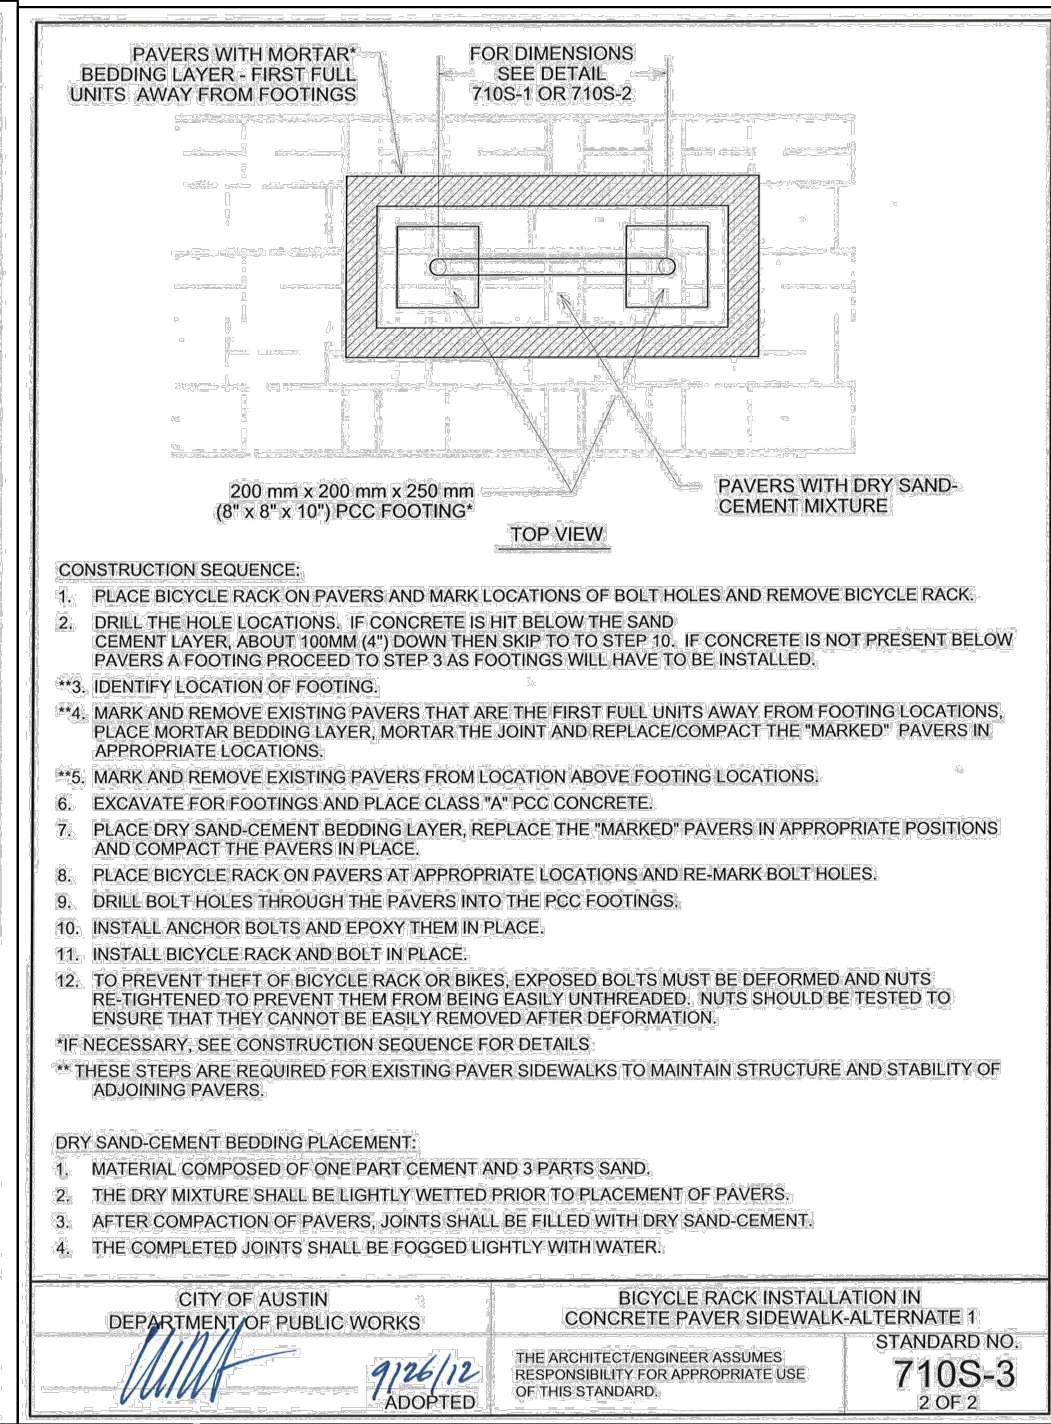 PAVERS WITH MORTAR*
BEDDING LAYER - FIRST FULL
UNITS AWAY FROM FOOTINGS
FOR DIMENSIONS
SEE DETAIL
710S-1 OR 710S-2
200 mm x 200 mm x 250 mm
(8" x 8" x 10") PCC FOOTING*
PAVERS WITH DRY SAND-
CEMENT MIXTURE
TOP VIEW
CONSTRUCTION SEQUENCE:
1. PLACE BICYCLE RACK ON PAVERS AND MARK LOCATIONS OF BOLT HOLES AND REMOVE BICYCLE RACK.
2. DRILL THE HOLE LOCATIONS. IF CONCRETE IS HIT BELOW THE SAND
CEMENT LAYER, ABOUT 100MM (4") DOWN THEN SKIP TO TO STEP 10. IF CONCRETE IS NOT PRESENT BELOW
PAVERS A FOOTING PROCEED TO STEP 3 AS FOOTINGS WILL HAVE TO BE INSTALLED.
**3. IDENTIFY LOCATION OF FOOTING.
**4. MARK AND REMOVE EXISTING PAVERS THAT ARE THE FIRST FULL UNITS AWAY FROM FOOTING LOCATIONS,
PLACE MORTAR BEDDING LAYER, MORTAR THE JOINT AND REPLACE/COMPACT THE "MARKED" PAVERS IN
APPROPRIATE LOCATIONS.
**5. MARK AND REMOVE EXISTING PAVERS FROM LOCATION ABOVE FOOTING LOCATIONS.
6. EXCAVATE FOR FOOTINGS AND PLACE CLASS "A" PCC CONCRETE.
7. PLACE DRY SAND-CEMENT BEDDING LAYER, REPLACE THE "MARKED" PAVERS IN APPROPRIATE POSITIONS
AND COMPACT THE PAVERS IN PLACE.
8. PLACE BICYCLE RACK ON PAVERS AT APPROPRIATE LOCATIONS AND RE-MARK BOLT HOLES.
9. DRILL BOLT HOLES THROUGH THE PAVERS INTO THE PCC FOOTINGS.
10. INSTALL ANCHOR BOLTS AND EPOXY THEM IN PLACE.
11. INSTALL BICYCLE RACK AND BOLT IN PLACE.
12. TO PREVENT THEFT OF BICYCLE RACK OR BIKES, EXPOSED BOLTS MUST BE DEFORMED AND NUTS
RE-TIGHTENED TO PREVENT THEM FROM BEING EASILY UNTHREADED. NUTS SHOULD BE TESTED TO
ENSURE THAT THEY CANNOT BE EASILY REMOVED AFTER DEFORMATION.
*IF NECESSARY, SEE CONSTRUCTION SEQUENCE FOR DETAILS
** THESE STEPS ARE REQUIRED FOR EXISTING PAVER SIDEWALKS TO MAINTAIN STRUCTURE AND STABILITY OF
ADJOINING PAVERS.
DRY SAND-CEMENT BEDDING PLACEMENT:
1. MATERIAL COMPOSED OF ONE PART CEMENT AND 3 PARTS SAND.
2. THE DRY MIXTURE SHALL BE LIGHTLY WETTED PRIOR TO PLACEMENT OF PAVERS.
3. AFTER COMPACTION OF PAVERS, JOINTS SHALL BE FILLED WITH DRY SAND-CEMENT.
4. THE COMPLETED JOINTS SHALL BE FOGGED LIGHTLY WITH WATER.
CITY OF AUSTIN
DEPARTMENT OF PUBLIC WORKS
9/26/12
ADOPTED
BICYCLE RACK INSTALLATION IN
CONCRETE PAVER SIDEWALK-ALTERNATE 1
THE ARCHITECT/ENGINEER ASSUMES
RESPONSIBILITY FOR APPROPRIATE USE
OF THIS STANDARD.
STANDARD NO.
710S-3
2 OF 2